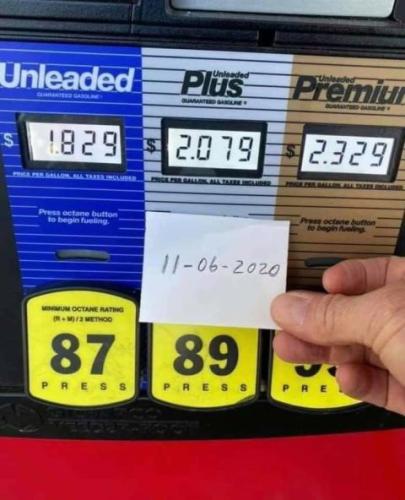 Unleaded
GUARANTEED GASOLINE
Unleaded
Plus
GUARANTEED GASOLINE
Unleaded
Premium
GUARANTEED GASOLINE
$ 1.829
$ 2.079
$ 2.329
PRICE PER GALLON, ALL TAXES INCLUDED
PRICE PER GALLON, ALL TAXES INCLUDED
PRICE PER GALLON, ALL TAXES INCLUDED
Press octane button
to begin fueling.
Press octane button
to begin fueling.
11-06-2020
MINIMUM OCTANE RATING
(R + M) / 2 METHOD
87
PRESS
89
PRESS
PRE